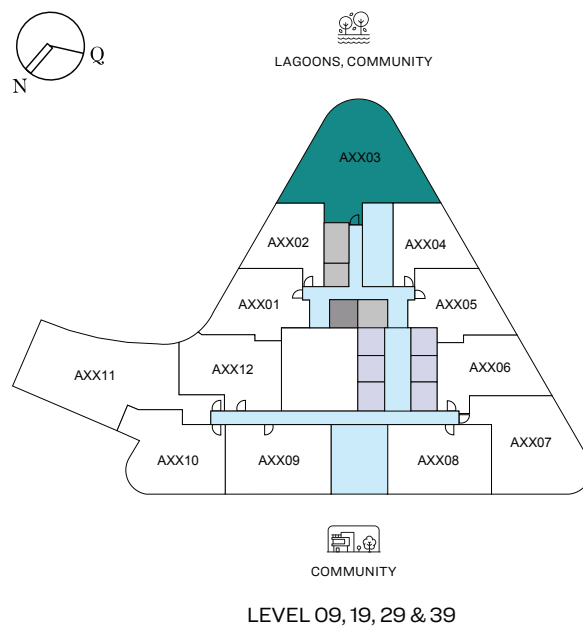 N
Q
LAGOONS, COMMUNITY
AXX03
AXX02
AXX04
AXX01
AXX05
AXX11
AXX12
AXX06
AXX10
AXX09
AXX08
AXX07
COMMUNITY
LEVEL 09, 19, 29 & 39